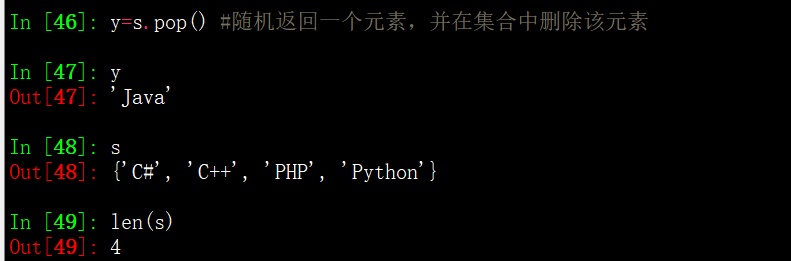 In [46]: y=s.pop() #随机返回一个元素，并在集合中删除该元素
In [47]: y
Out[47]: 'Java'
In [48]: s
Out[48]: {'C#', 'C++', 'PHP', 'Python'}
In [49]: len(s)
Out[49]: 4